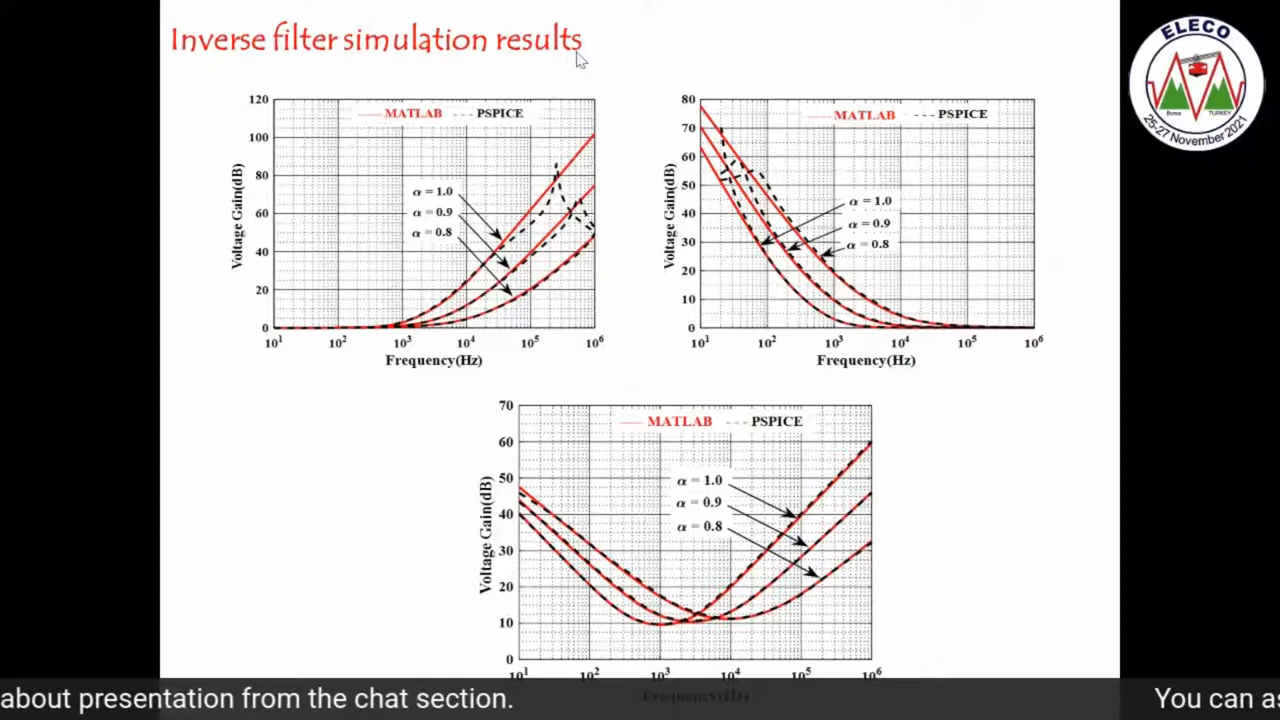 Inverse filter simulation results
ELECO
Bursa TURKEY
25-27 November 2021
120
100
80
60
40
20
0
Voltage Gain(dB)
MATLAB PSPICE
α = 1.0
α = 0.9
α = 0.8
10¹ 10² 10³ 10⁴ 10⁵ 10⁶
Frequency(Hz)
80
70
60
50
40
30
20
10
0
Voltage Gain(dB)
MATLAB PSPICE
α = 1.0
α = 0.9
α = 0.8
10¹ 10² 10³ 10⁴ 10⁵ 10⁶
Frequency(Hz)
70
60
50
40
30
20
10
0
Voltage Gain(dB)
MATLAB PSPICE
α = 1.0
α = 0.9
α = 0.8
10¹ 10² 10³ 10⁴ 10⁵ 10⁶
Frequency(Hz)
about presentation from the chat section. You can as